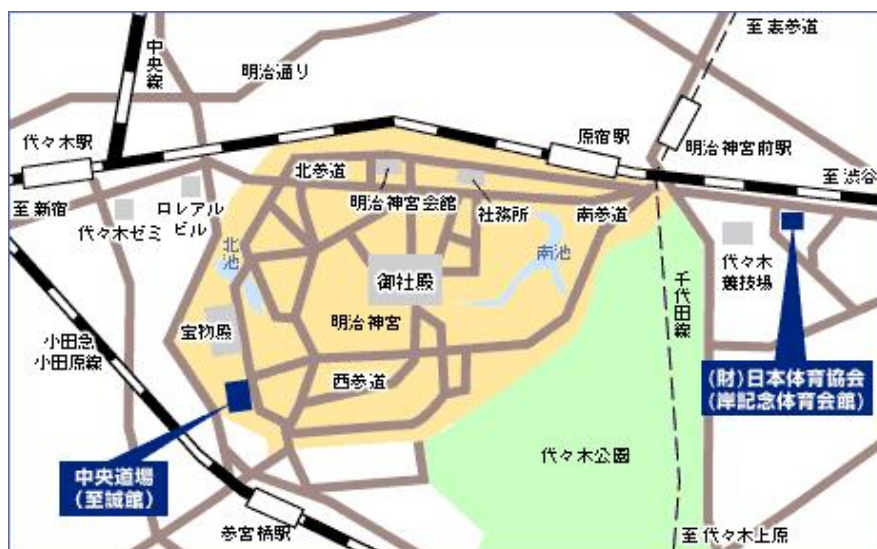 至 表参道
中央線
明治通り
代々木駅
原宿駅
明治神宮前駅
北参道
至 渋谷
明治神宮会館
社務所
南参道
至 新宿
ロレアル
ビル
代々木ゼミ
北池
南池
代々木
競技場
御社殿
千代田線
宝物殿
明治神宮
小田急
小田原線
西参道
(財)日本体育協会
(岸記念体育会館)
代々木公園
中央道場
(至誠館)
参宮橋駅
至 代々木上原